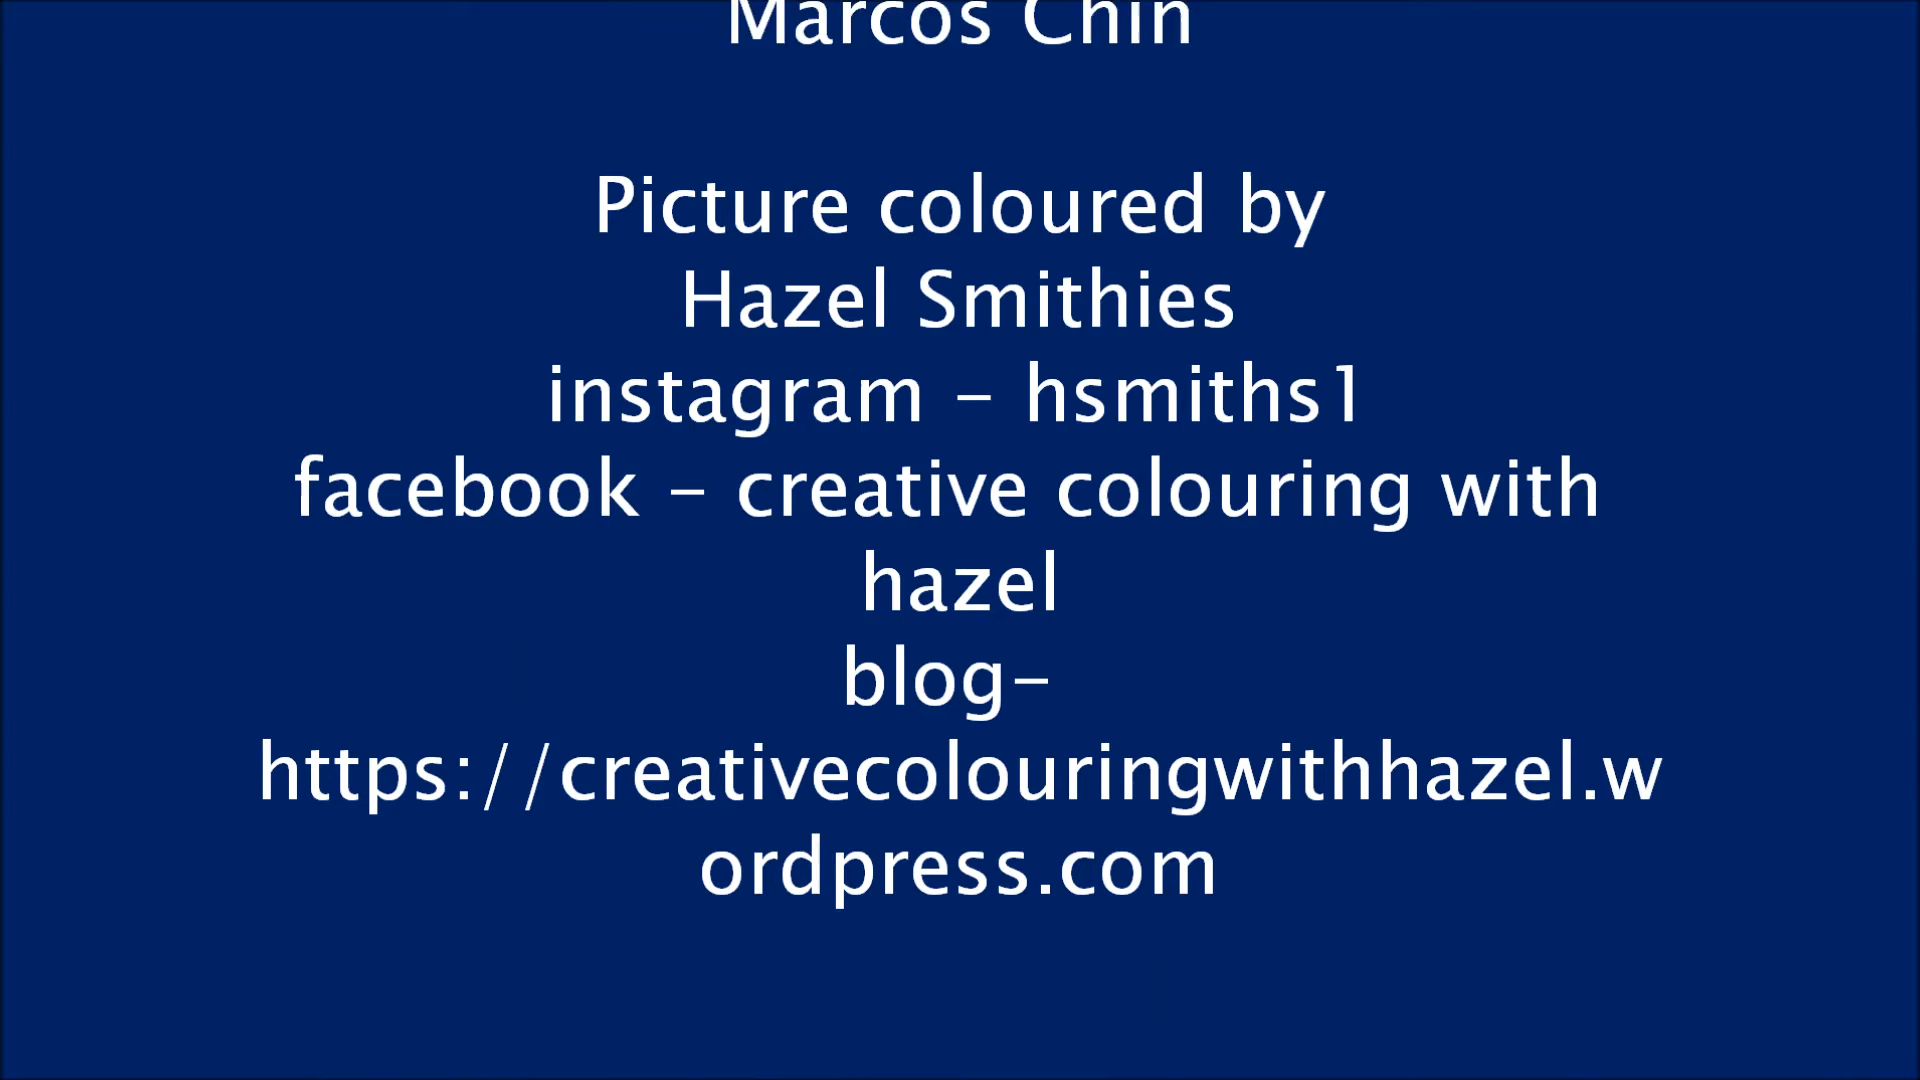 Marcos Chin
Picture coloured by
Hazel Smithies
instagram - hsmiths1
facebook - creative colouring with
hazel
blog-
https://creativecolouringwithhazel.w
ordpress.com